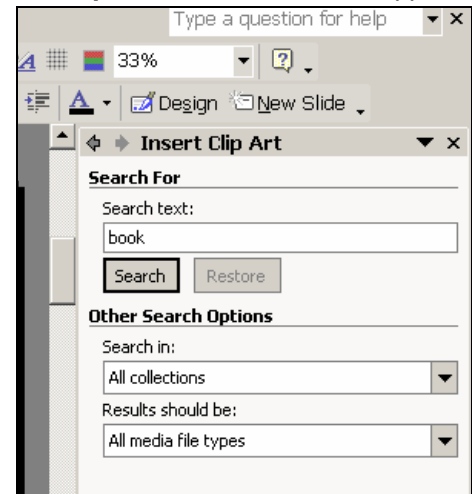 Type a question for help
A 33%
A Design New Slide
Insert Clip Art
Search For
Search text:
book
Search Restore
Other Search Options
Search in:
All collections
Results should be:
All media file types